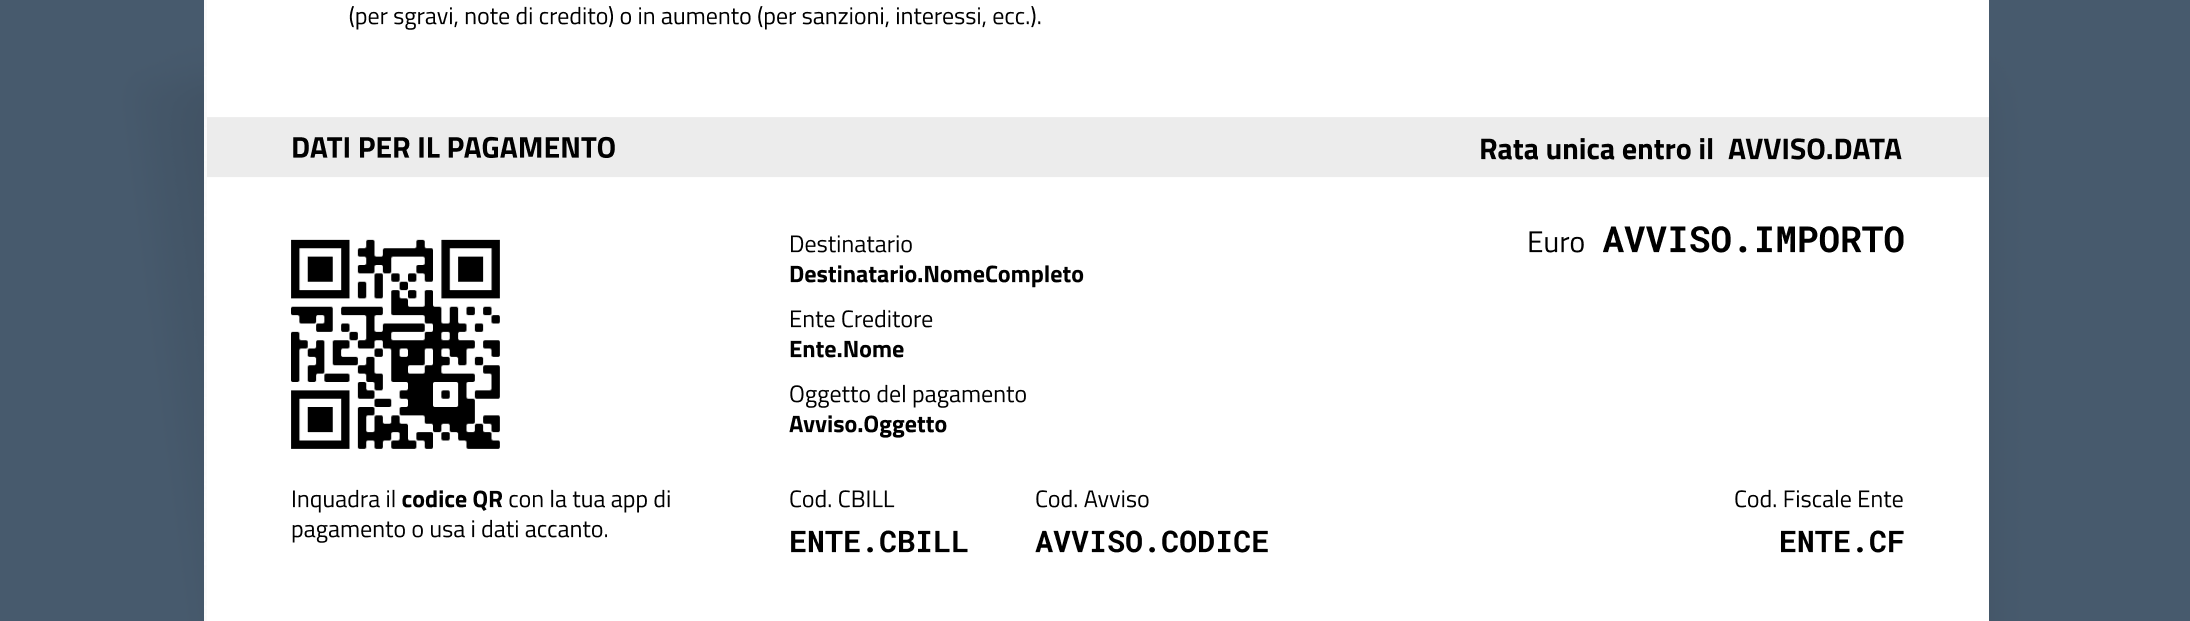 (per sgravi, note di credito) o in aumento (per sanzioni, interessi, ecc.).
DATI PER IL PAGAMENTO
Rata unica entro il AVVISO.DATA
Euro AVVISO.IMPORTO
Destinatario
Destinatario.NomeCompleto
Ente Creditore
Ente.Nome
Oggetto del pagamento
Avviso.Oggetto
Inquadra il codice QR con la tua app di
pagamento o usa i dati accanto.
Cod. CBILL
ENTE.CBILL
Cod. Avviso
AVVISO.CODICE
Cod. Fiscale Ente
ENTE.CF